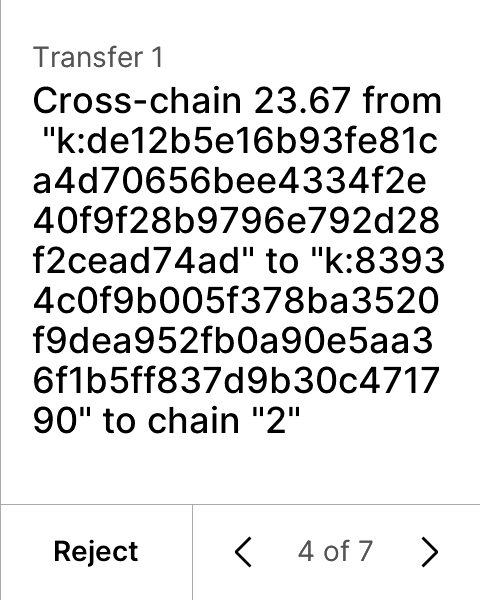 Transfer 1
Cross-chain 23.67 from
"k:de12b5e16b93fe81c
a4d70656bee4334f2e
40f9f28b9796e792d28
f2cead74ad" to "k:8393
4c0f9b005f378ba3520
f9dea952fb0a90e5aa3
6f1b5ff837d9b30c4717
90" to chain "2"
Reject
4 of 7